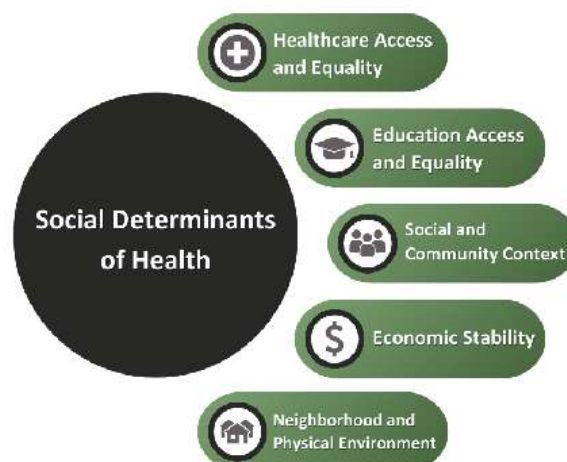 Healthcare Access
and Equality
Education Access
and Equality
Social Determinants
of Health
Social and
Community Context
$
Economic Stability
Neighborhood and
Physical Environment